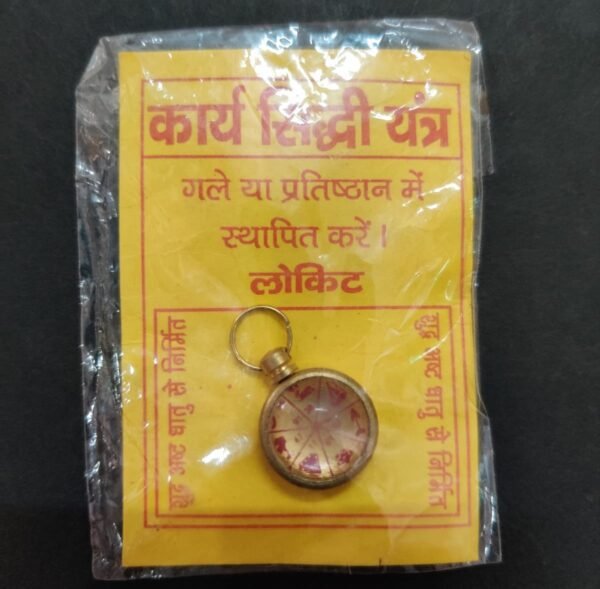 कार्य सिद्धी यंत्र
गले या प्रतिष्ठान में
स्थापित करें।
लोकिट
शुद्ध अष्ट धातु से निर्मित
शुद्ध अष्ट धातु से निर्मित